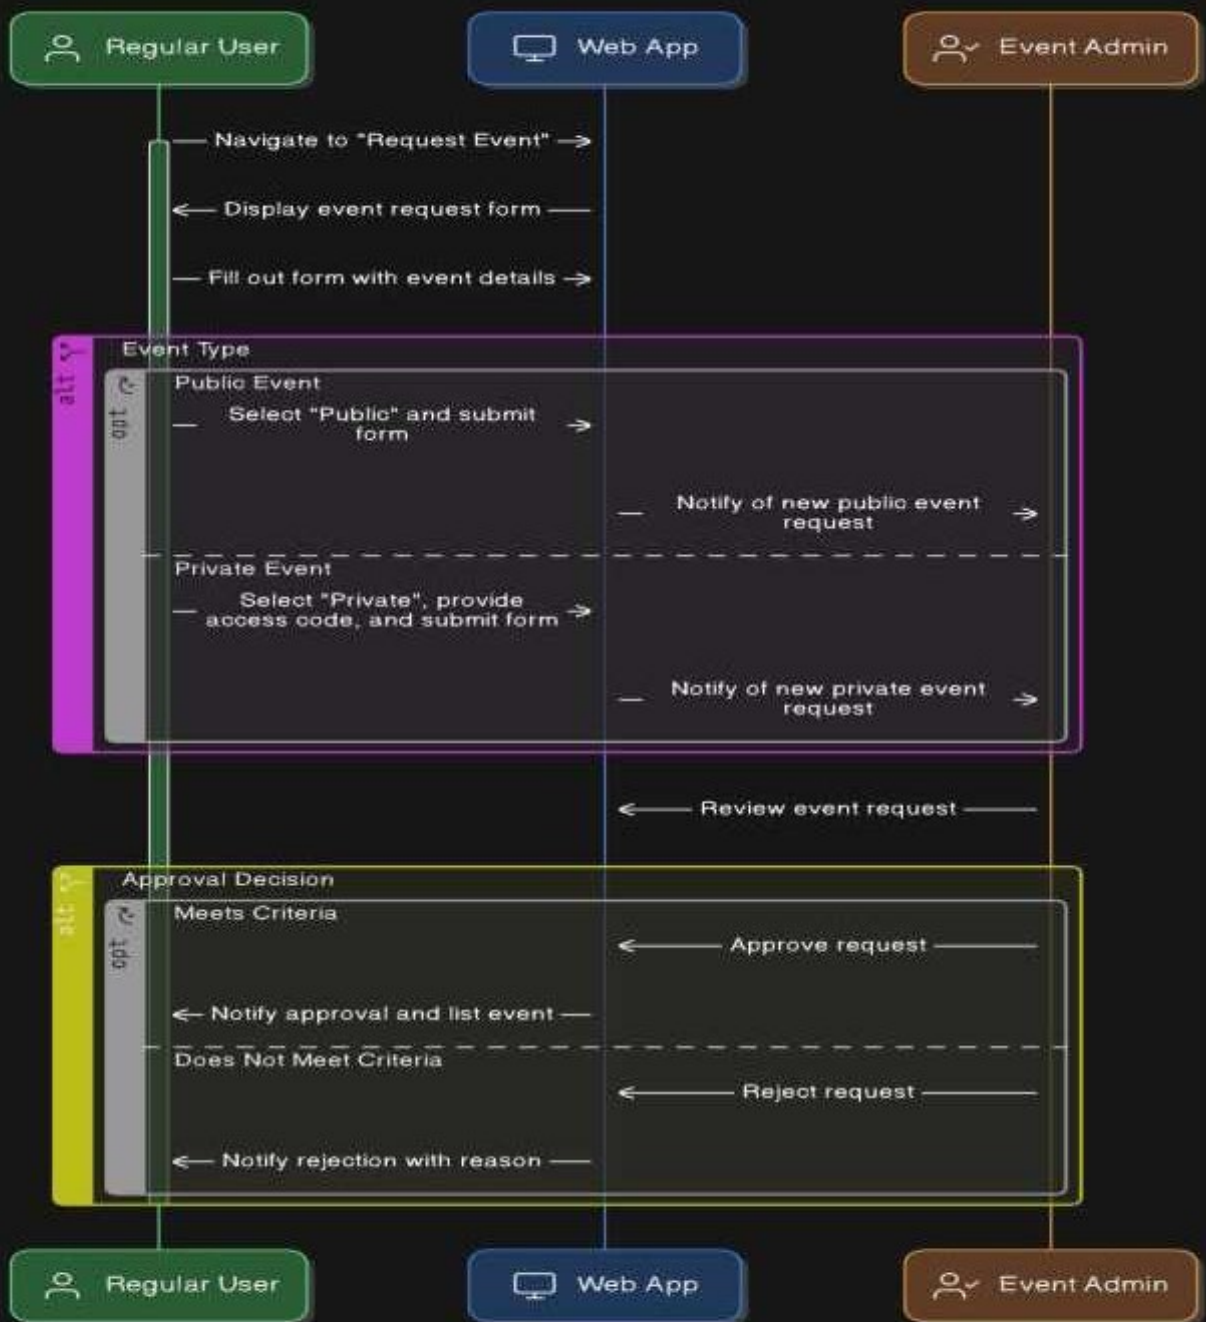 Regular User
Web App
Event Admin
Navigate to "Request Event"
Display event request form
Fill out form with event details
alt
Event Type
opt
Public Event
Select "Public" and submit
form
Notify of new public event
request
Private Event
Select "Private", provide
access code, and submit form
Notify of new private event
request
Review event request
alt
Approval Decision
opt
Meets Criteria
Approve request
Notify approval and list event
Does Not Meet Criteria
Reject request
Notify rejection with reason
Regular User
Web App
Event Admin